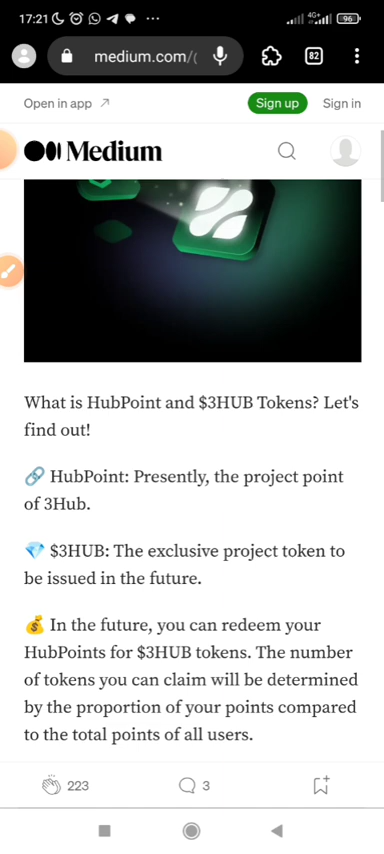 17:21 4G+ 96
medium.com/( 82
Open in app ↗ Sign up Sign in
Medium
What is HubPoint and $3HUB Tokens? Let's
find out!
🔗 HubPoint: Presently, the project point
of 3Hub.
💎 $3HUB: The exclusive project token to
be issued in the future.
💰 In the future, you can redeem your
HubPoints for $3HUB tokens. The number
of tokens you can claim will be determined
by the proportion of your points compared
to the total points of all users.
223 3